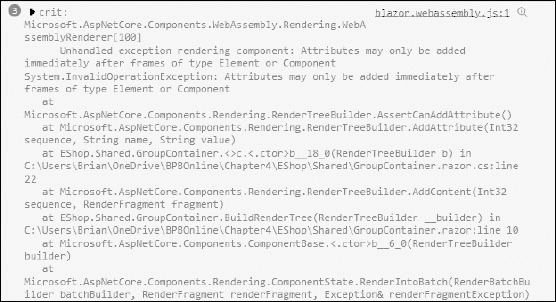 3 ▸crit: blazor.webassembly.js:1
Microsoft.AspNetCore.Components.WebAssembly.Rendering.WebA
ssemblyRenderer[100]
Unhandled exception rendering component: Attributes may only be added
immediately after frames of type Element or Component
System.InvalidOperationException: Attributes may only be added immediately after
frames of type Element or Component
at
Microsoft.AspNetCore.Components.Rendering.RenderTreeBuilder.AssertCanAddAttribute()
at Microsoft.AspNetCore.Components.Rendering.RenderTreeBuilder.AddAttribute(Int32
sequence, String name, String value)
at EShop.Shared.GroupContainer.<>c.<.ctor>b__18_0(RenderTreeBuilder b) in
C:\Users\Brian\OneDrive\BPBOnline\Chapter4\EShop\Shared\GroupContainer.razor.cs:line
22
at Microsoft.AspNetCore.Components.Rendering.RenderTreeBuilder.AddContent(Int32
sequence, RenderFragment fragment)
at EShop.Shared.GroupContainer.BuildRenderTree(RenderTreeBuilder __builder) in
C:\Users\Brian\OneDrive\BPBOnline\Chapter4\EShop\Shared\GroupContainer.razor:line 10
at Microsoft.AspNetCore.Components.ComponentBase.<.ctor>b__6_0(RenderTreeBuilder
builder)
at
Microsoft.AspNetCore.Components.Rendering.ComponentState.RenderIntoBatch(RenderBatchBu
ilder batchBuilder, RenderFragment renderFragment, Exception& renderFragmentException)